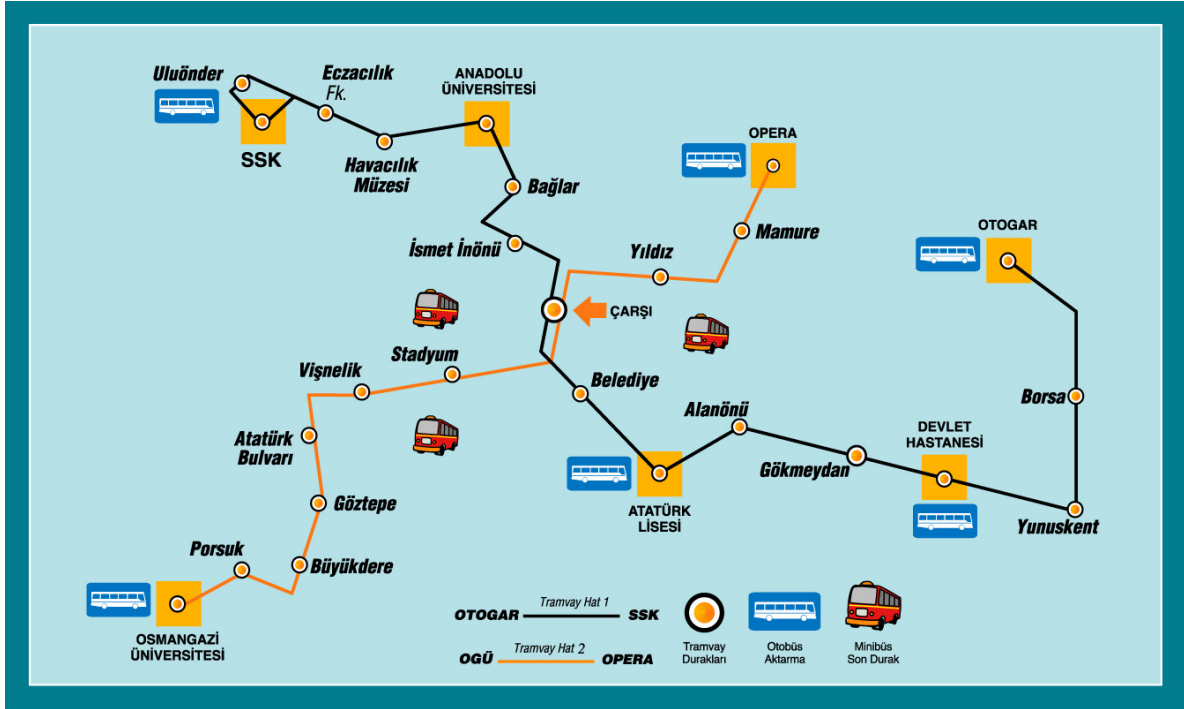 Uluönder
Eczacılık
Fk.
ANADOLU
ÜNİVERSİTESİ
SSK
Havacılık
Müzesi
Bağlar
OPERA
Mamure
İsmet İnönü
Yıldız
OTOGAR
ÇARŞI
Stadyum
Vişnelik
Belediye
Alanönü
Borsa
Atatürk
Bulvarı
DEVLET
HASTANESİ
Gökmeydan
Göztepe
ATATÜRK
LİSESİ
Yunuskent
Porsuk
Büyükdere
OSMANGAZİ
ÜNİVERSİTESİ
OTOGAR Tramvay Hat 1 SSK
OGÜ Tramvay Hat 2 OPERA
Tramvay
Durakları
Otobüs
Aktarma
Minibüs
Son Durak